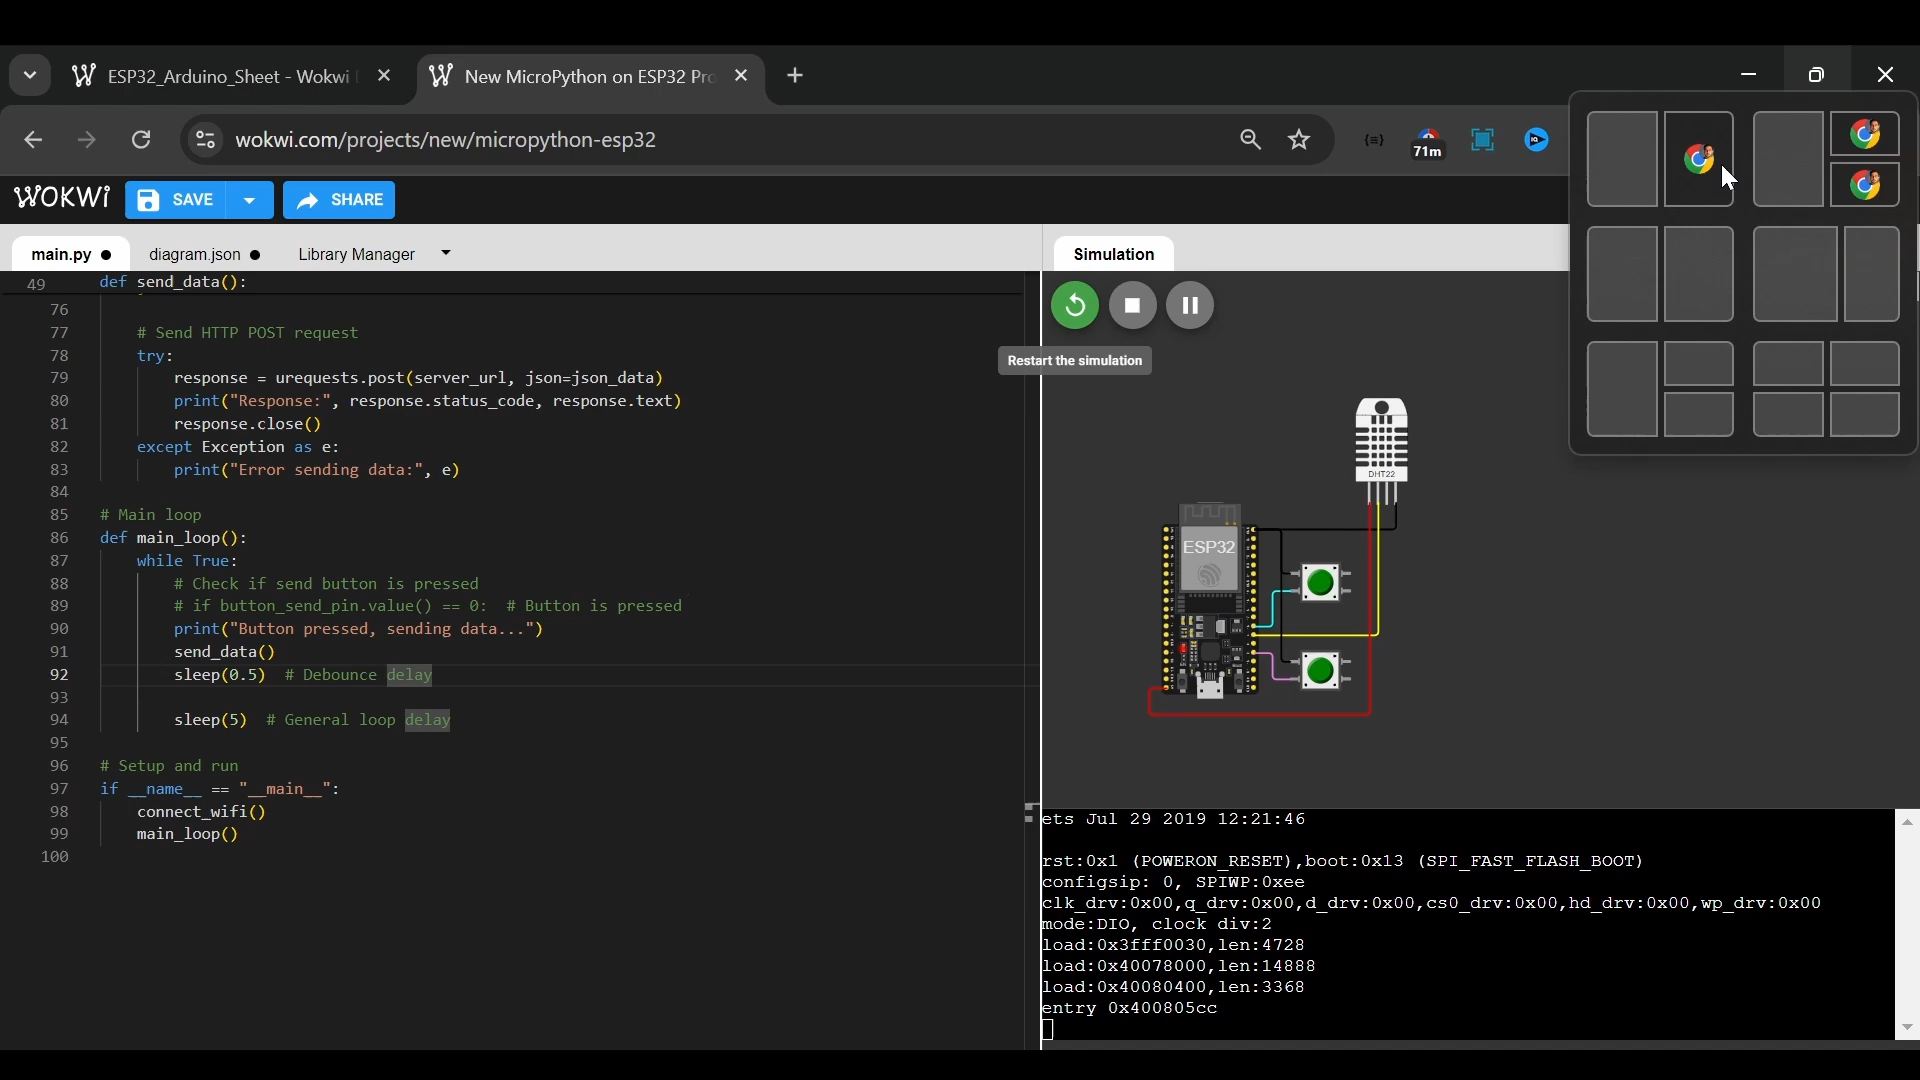 ESP32_Arduino_Sheet - Wokwi
New MicroPython on ESP32 Pro
wokwi.com/projects/new/micropython-esp32
71m
WOKWi
SAVE
SHARE
main.py
diagram.json
Library Manager
Simulation
49 def send_data():
76
77 # Send HTTP POST request
78 try:
79 response = urequests.post(server_url, json=json_data)
80 print("Response:", response.status_code, response.text)
81 response.close()
82 except Exception as e:
83 print("Error sending data:", e)
84
85 # Main loop
86 def main_loop():
87 while True:
88 # Check if send button is pressed
89 # if button_send_pin.value() == 0:  # Button is pressed
90 print("Button pressed, sending data...")
91 send_data()
92 sleep(0.5)  # Debounce delay
93
94 sleep(5)  # General loop delay
95
96 # Setup and run
97 if __name__ == "__main__":
98 connect_wifi()
99 main_loop()
100
Restart the simulation
DHT22
ESP32
ets Jul 29 2019 12:21:46
rst:0x1 (POWERON_RESET),boot:0x13 (SPI_FAST_FLASH_BOOT)
configsip: 0, SPIWP:0xee
clk_drv:0x00,q_drv:0x00,d_drv:0x00,cs0_drv:0x00,hd_drv:0x00,wp_drv:0x00
mode:DIO, clock div:2
load:0x3fff0030,len:4728
load:0x40078000,len:14888
load:0x40080400,len:3368
entry 0x400805cc